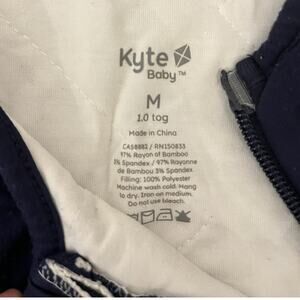 Kyte
Baby™
M
1.0 tog
Made in China
CA58882 / RN150833
97% Rayon of Bamboo
3% Spandex / 97% Rayonne
de Bambou 3% Spandex
Filling: 100% Polyester
Machine wash cold. Hang
to dry. Iron on medium.
Do not use bleach.